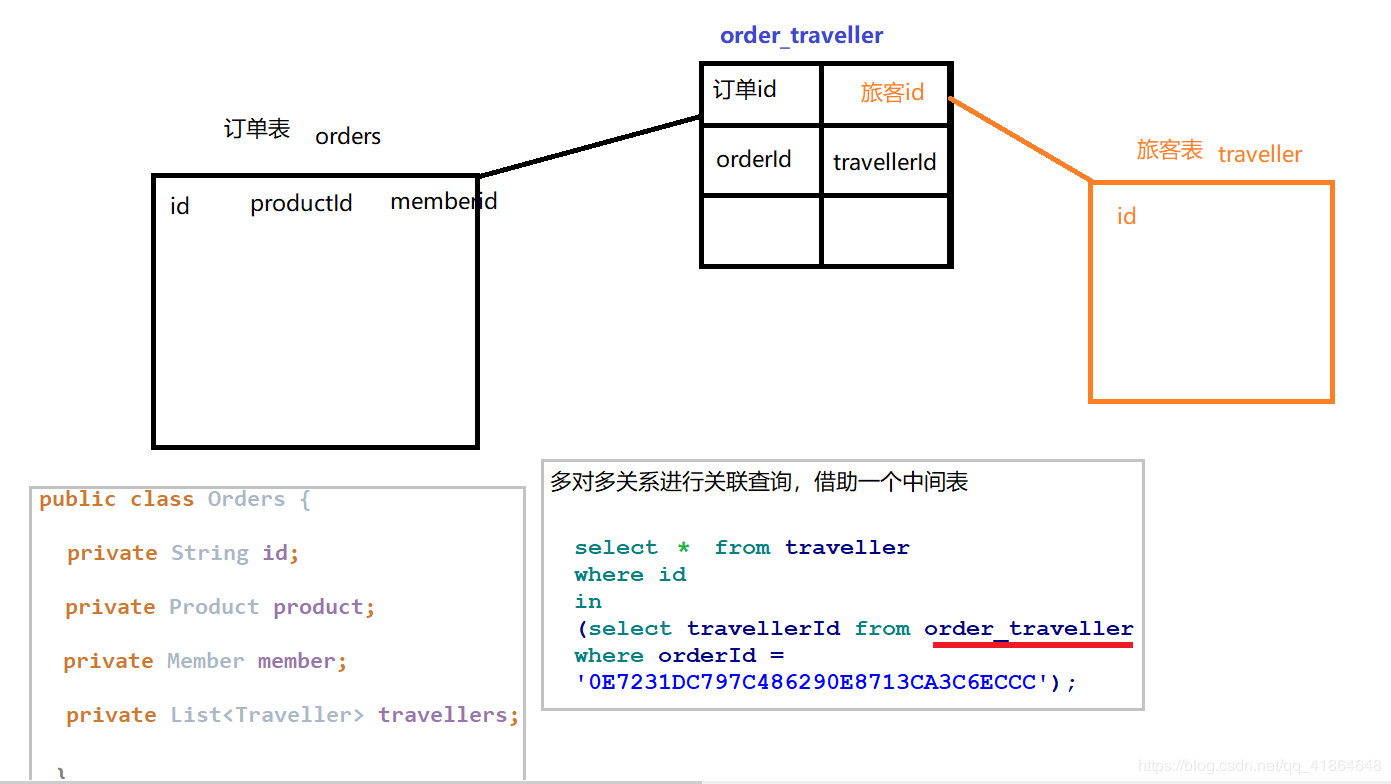 order_traveller
订单id 旅客id
orderId travellerId
订单表 orders
id productId memberid
旅客表 traveller
id
public class Orders {
private String id;
private Product product;
private Member member;
private List<Traveller> travellers;
}
多对多关系进行关联查询，借助一个中间表
select * from traveller
where id
in
(select travellerId from order_traveller
where orderId =
'0E7231DC797C486290E8713CA3C6ECCC');
https://blog.csdn.net/qq_41864648